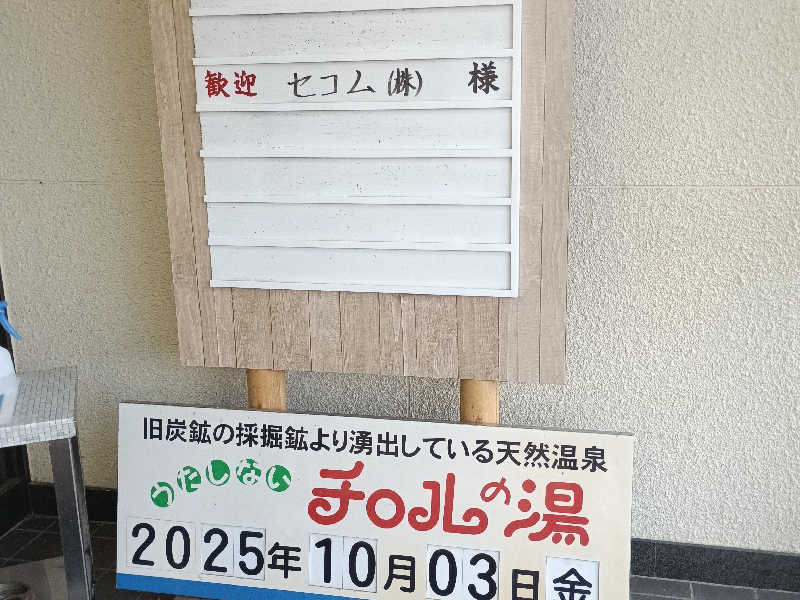 歓迎 セコム(株) 様
旧炭鉱の採掘鉱より湧出している天然温泉
わたしない チロルの湯
2025年10月03日金